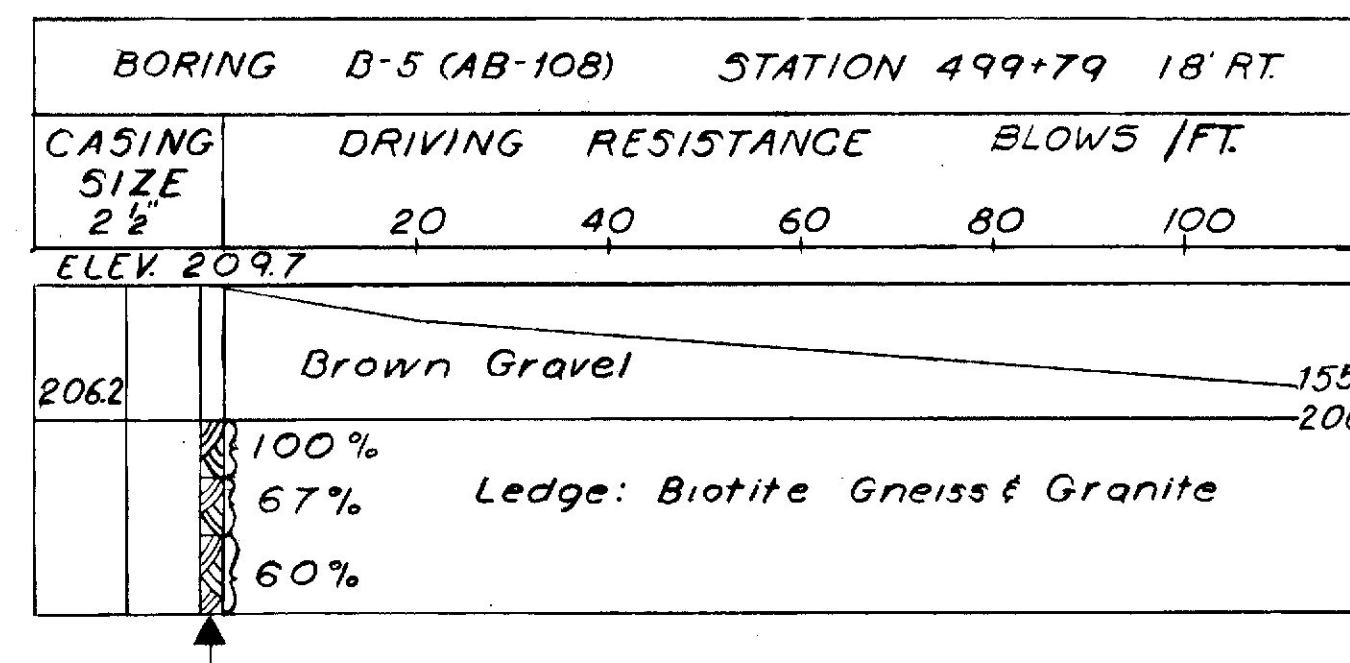 BORING B-5 (AB-108) STATION 499+79 18' RT.
CASING SIZE 2 1/2"
DRIVING RESISTANCE BLOWS /FT.
20 40 60 80 100
ELEV. 209.7
Brown Gravel
155
206.2
100%
67%
Ledge: Biotite Gneiss & Granite
60%